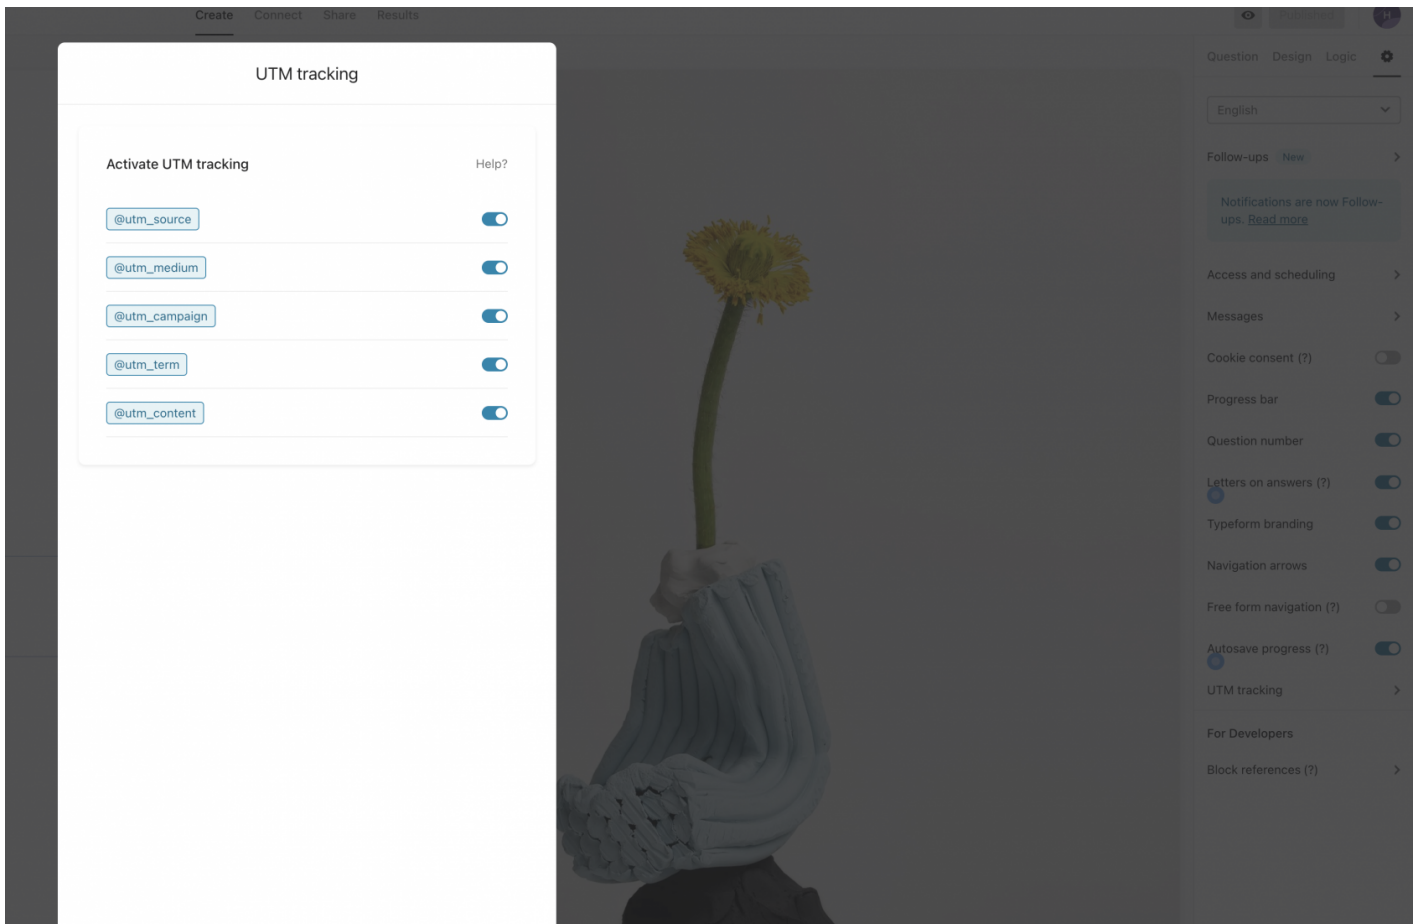 Create Connect Share Results
Published
H
UTM tracking
Activate UTM tracking
Help?
@utm_source
@utm_medium
@utm_campaign
@utm_term
@utm_content
Question Design Logic
English
Follow-ups New
Notifications are now Follow-
ups. Read more
Access and scheduling
Messages
Cookie consent (?)
Progress bar
Question number
Letters on answers (?)
Typeform branding
Navigation arrows
Free form navigation (?)
Autosave progress (?)
UTM tracking
For Developers
Block references (?)